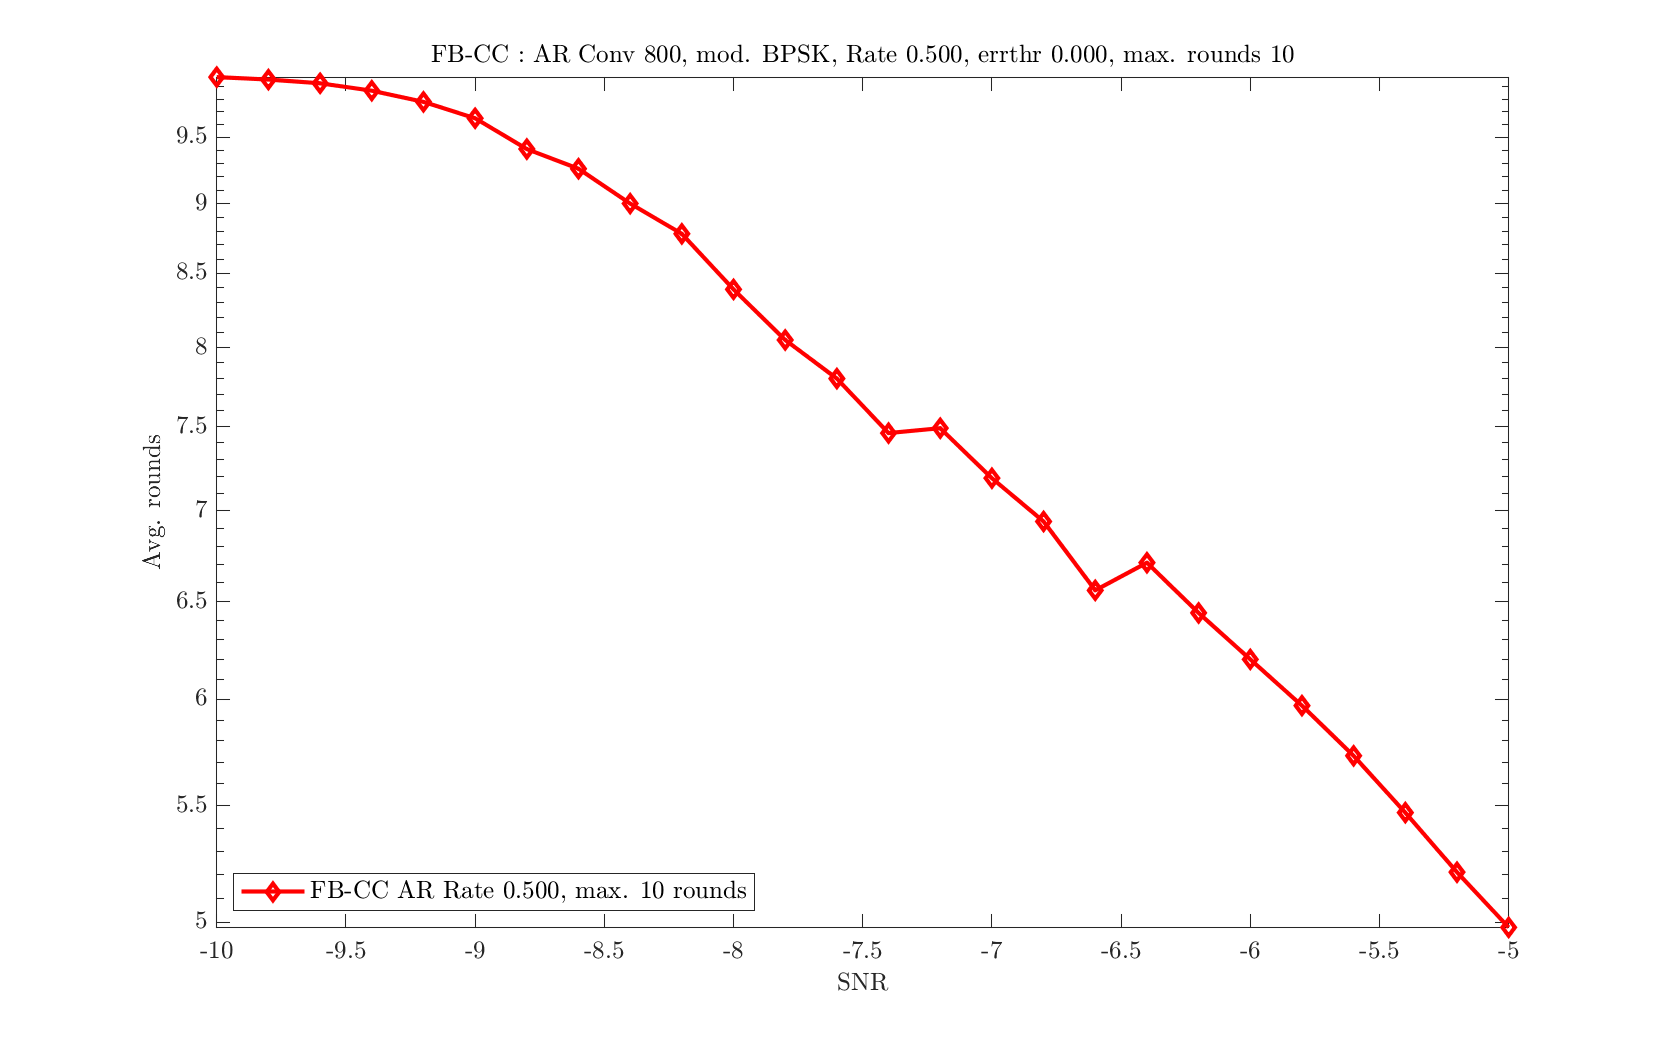 FB-CC : AR Conv 800, mod. BPSK, Rate 0.500, errthr 0.000, max. rounds 10
9.5
9
8.5
8
7.5
7
6.5
6
5.5
5
Avg. rounds
FB-CC AR Rate 0.500, max. 10 rounds
-10 -9.5 -9 -8.5 -8 -7.5 -7 -6.5 -6 -5.5 -5
SNR